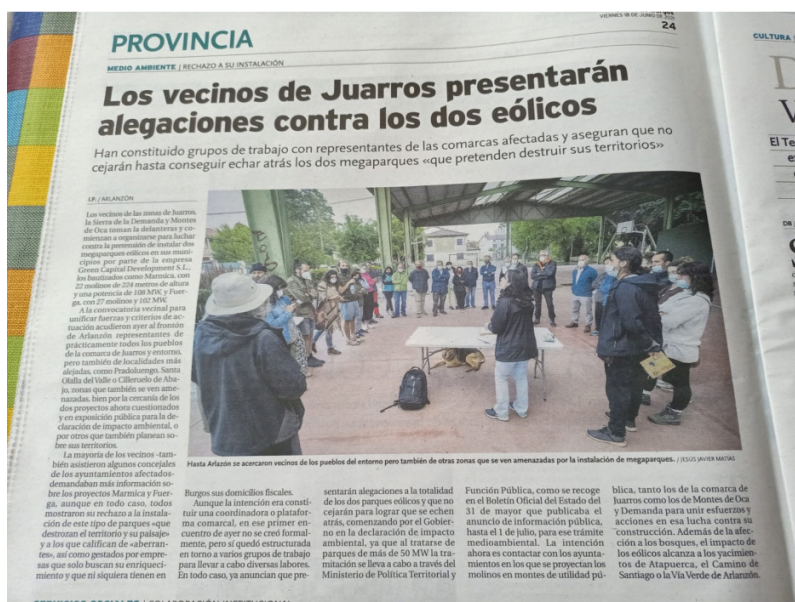 VIERNES 18 DE JUNIO DE 2021
24
PROVINCIA
MEDIO AMBIENTE / RECHAZO A SU INSTALACIÓN
Los vecinos de Juarros presentarán
alegaciones contra los dos eólicos
Han constituido grupos de trabajo con representantes de las comarcas afectadas y aseguran que no
cejarán hasta conseguir echar atrás los dos megaparques «que pretenden destruir sus territorios»
I.P. / ARLANZÓN
Los vecinos de las zonas de Juarros,
la Sierra de la Demanda y Montes
de Oca toman la delantera y co-
mienzan a organizarse para luchar
contra la pretensión de instalar dos
megaparques eólicos en sus muni-
cipios por parte de la empresa
Green Capital Development S.L.,
los bautizados como Marmica, con
22 molinos de 224 metros de altura
y una potencia de 108 MW, y Fuer-
ga, con 27 molinos y 102 MW.
A la convocatoria vecinal para
unificar fuerzas y criterios de ac-
tuación acudieron ayer al frontón
de Arlanzón representantes de
prácticamente todos los pueblos
de la comarca de Juarros y entorno,
pero también de localidades más
alejadas, como Pradoluengo, Santa
Olalla del Valle o Cilleruelo de Aba-
jo, zonas que también se ven ame-
nazadas, bien por la cercanía de los
dos proyectos ahora cuestionados
y en exposición pública para la de-
claración de impacto ambiental, o
por otros que también planean so-
bre sus territorios.
La mayoría de los vecinos -tam-
bién asistieron algunos concejales
de los ayuntamientos afectados-
demandaban más información so-
bre los proyectos Marmica y Fuer-
ga, aunque en todo caso, todos
mostraron su rechazo a la instala-
ción de este tipo de parques «que
destrozan el territorio y su paisaje»
y a los que califican de «aberran-
tes», así como gestados por empre-
sas que solo buscan su enriqueci-
miento y que ni siquiera tienen en
Hasta Arlazón se acercaron vecinos de los pueblos del entorno pero también de otras zonas que se ven amenazadas por la instalación de megaparques. / JESÚS JAVIER MATÍAS
Burgos sus domicilios fiscales.
Aunque la intención era consti-
tuir una coordinadora o platafor-
ma comarcal, en ese primer en-
cuentro de ayer no se creó formal-
mente, pero sí quedó estructurada
en torno a varios grupos de trabajo
para llevar a cabo diversas labores.
En todo caso, ya anuncian que pre-
sentarán alegaciones a la totalidad
de los dos parques eólicos y que no
cejarán para lograr que se echen
atrás, comenzando por el Gobier-
no en la declaración de impacto
ambiental, ya que al tratarse de
parques de más de 50 MW la tra-
mitación se lleva a cabo a través del
Ministerio de Política Territorial y
Función Pública, como se recoge
en el Boletín Oficial del Estado del
31 de mayo que publicaba el
anuncio de información pública,
hasta el 1 de julio, para ese trámite
medioambiental. La intención
ahora es contactar con los ayunta-
mientos en los que se proyectan los
molinos en montes de utilidad pú-
blica, tanto los de la comarca de
Juarros como los de Montes de Oca
y Demanda para unir esfuerzos y
acciones en esa lucha contra su
construcción. Además de la afec-
ción a los bosques, el impacto de
los eólicos alcanza a los yacimien-
tos de Atapuerca, el Camino de
Santiago o la Vía Verde de Arlanzón.
CULTURA
El Te